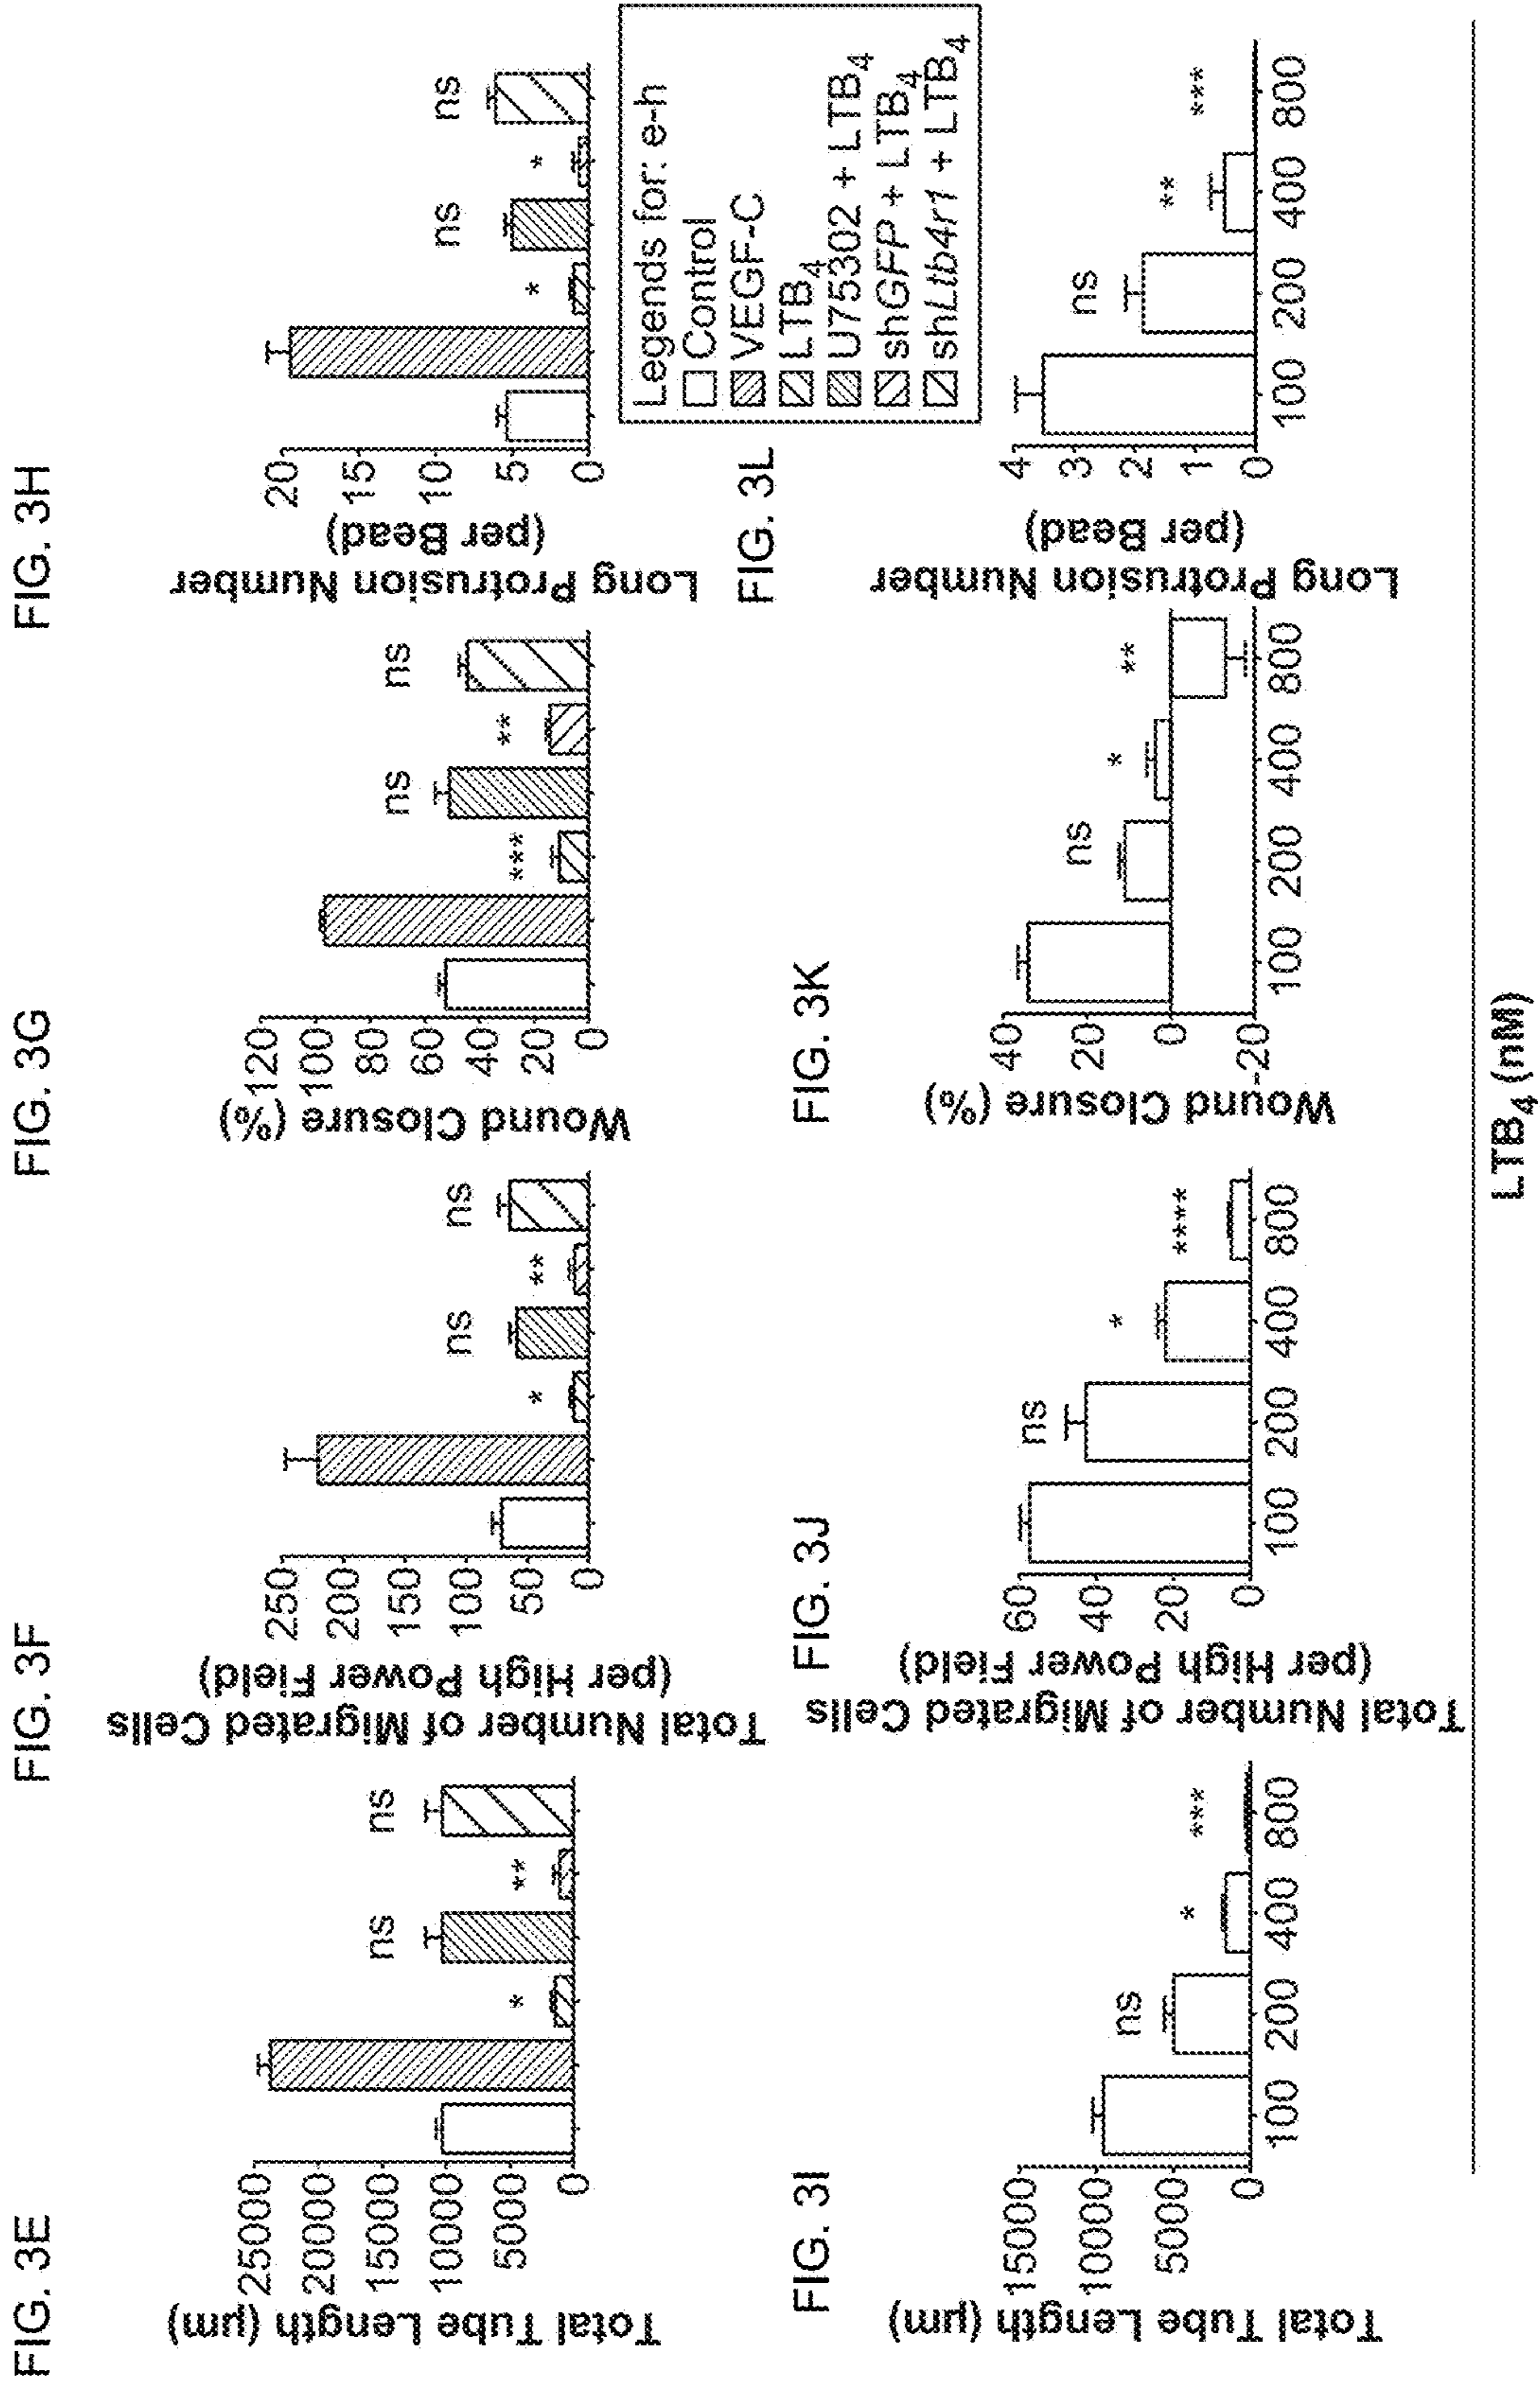 FIG. 3E
Total Tube Length (µm)
25000
20000
15000
10000
5000
0
*
ns
**
ns
FIG. 3F
Total Number of Migrated Cells
(per High Power Field)
250
200
150
100
50
0
*
ns
**
ns
FIG. 3G
Wound Closure (%)
120
100
80
60
40
20
0
***
ns
**
ns
FIG. 3H
Long Protrusion Number
(per Bead)
20
15
10
5
0
*
ns
*
ns
Legends for: e-h
Control
VEGF-C
LTB4
U75302 + LTB4
shGFP + LTB4
shLtb4r1 + LTB4
FIG. 3I
Total Tube Length (µm)
15000
10000
5000
0
ns
*
***
100 200 400 800
FIG. 3J
Total Number of Migrated Cells
(per High Power Field)
60
40
20
0
ns
*
****
100 200 400 800
FIG. 3K
Wound Closure (%)
40
20
0
-20
ns
*
**
100 200 400 800
FIG. 3L
Long Protrusion Number
(per Bead)
4
3
2
1
0
ns
**
***
100 200 400 800
LTB4 (nM)